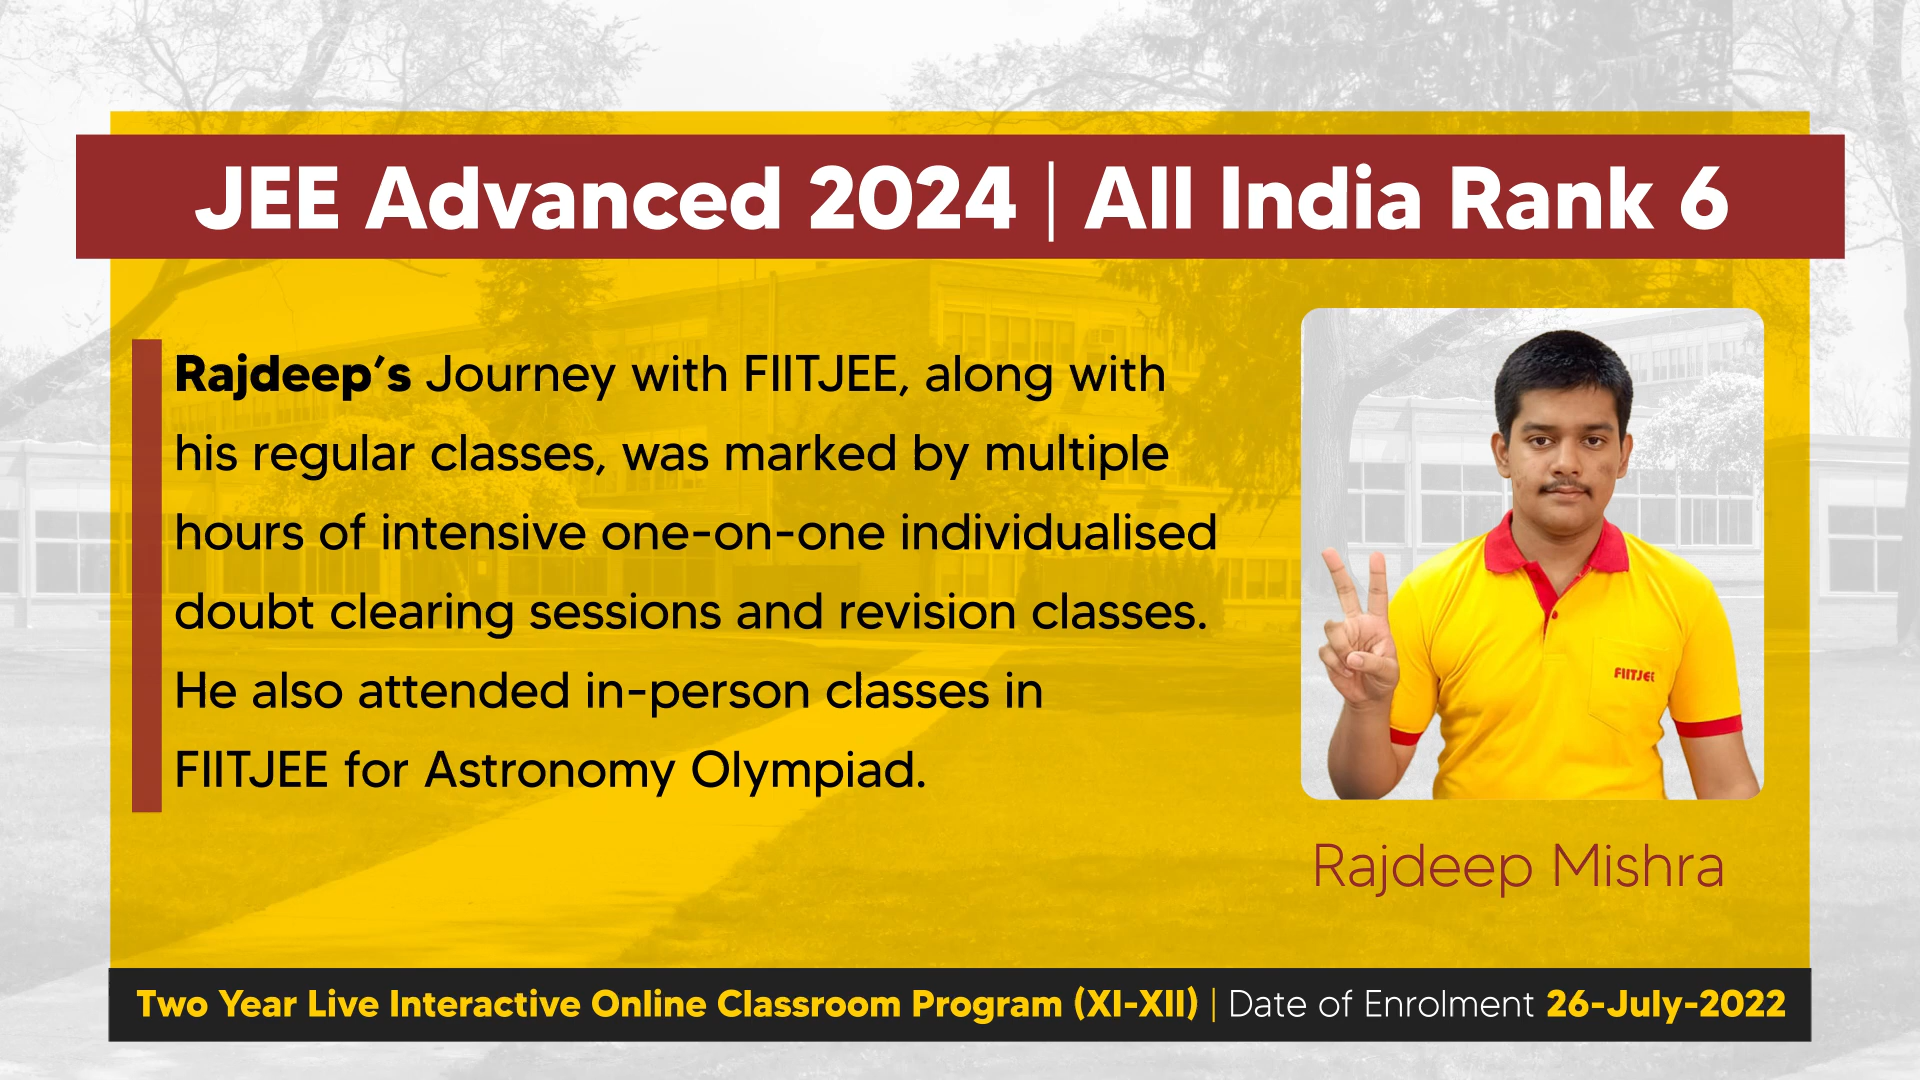 JEE Advanced 2024 | All India Rank 6
Rajdeep’s Journey with FIITJEE, along with
his regular classes, was marked by multiple
hours of intensive one-on-one individualised
doubt clearing sessions and revision classes.
He also attended in-person classes in
FIITJEE for Astronomy Olympiad.
FIITJEE
Rajdeep Mishra
Two Year Live Interactive Online Classroom Program (XI-XII) | Date of Enrolment 26-July-2022